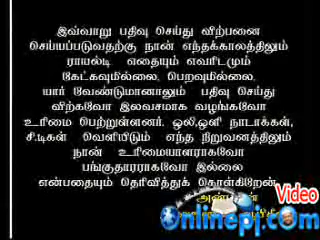 இவ்வாறு பதிவு செய்து விற்பனை
செய்யப்படுவதற்கு நான் எந்தக்காலத்திலும்
ராயல்டி எதையும் எவரிடமும்
கேட்கவுமில்லை, பெறவுமில்லை.
யார் வேண்டுமானாலும் பதிவு செய்து
விற்கவோ இலவசமாக வழங்கவோ
உரிமை பெற்றுள்ளனர். ஒலி,ஒளி நாடாக்கள்,
சி.டிகள் வெளியிடும் எந்த நிறுவனத்திலும்
நான் உரிமையாளராகவோ
பங்குதாரராகவோ இல்லை
என்பதையும் தெரிவித்துக் கொள்கிறேன்.
Video
Onlinepj.com